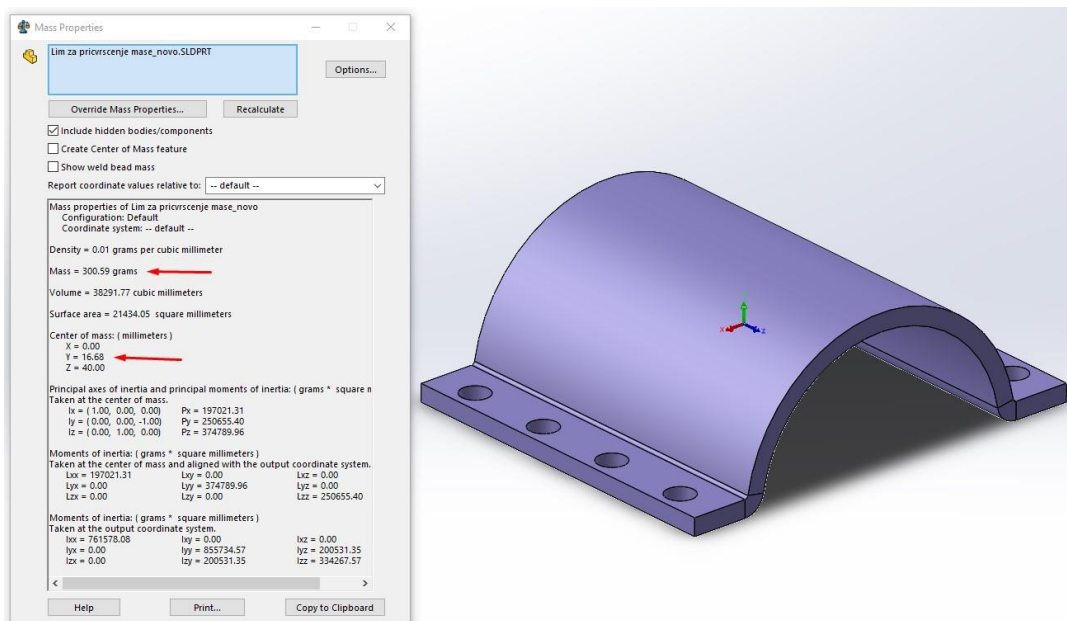 Mass Properties
Lim za pricvrscenje mase_novo.SLDPRT
Options...
Override Mass Properties...
Recalculate
Include hidden bodies/components
Create Center of Mass feature
Show weld bead mass
Report coordinate values relative to: -- default --
Mass properties of Lim za pricvrscenje mase_novo
Configuration: Default
Coordinate system: -- default --
Density = 0.01 grams per cubic millimeter
Mass = 300.59 grams
Volume = 38291.77 cubic millimeters
Surface area = 21434.05 square millimeters
Center of mass: ( millimeters )
X = 0.00
Y = 16.68
Z = 40.00
Principal axes of inertia and principal moments of inertia: ( grams * square m
Taken at the center of mass.
Ix = ( 1.00, 0.00, 0.00) Px = 197021.31
Iy = ( 0.00, 0.00, -1.00) Py = 250655.40
Iz = ( 0.00, 1.00, 0.00) Pz = 374789.96
Moments of inertia: ( grams * square millimeters )
Taken at the center of mass and aligned with the output coordinate system.
Lxx = 197021.31 Lxy = 0.00 Lxz = 0.00
Lyx = 0.00 Lyy = 374789.96 Lyz = 0.00
Lzx = 0.00 Lzy = 0.00 Lzz = 250655.40
Moments of inertia: ( grams * square millimeters )
Taken at the output coordinate system.
Ixx = 761578.08 Ixy = 0.00 Ixz = 0.00
Iyx = 0.00 Iyy = 855734.57 Iyz = 200531.35
Izx = 0.00 Izy = 200531.35 Izz = 334267.57
Help
Print...
Copy to Clipboard
Y
X
Z